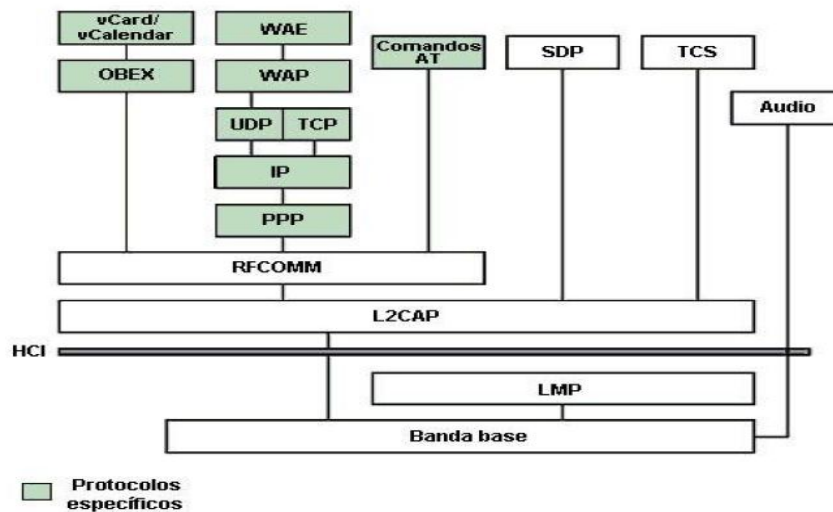 vCard/
vCalendar
WAE
Comandos
AT
SDP
TCS
OBEX
WAP
Audio
UDP
TCP
IP
PPP
RFCOMM
L2CAP
HCI
LMP
Banda base
Protocolos
específicos